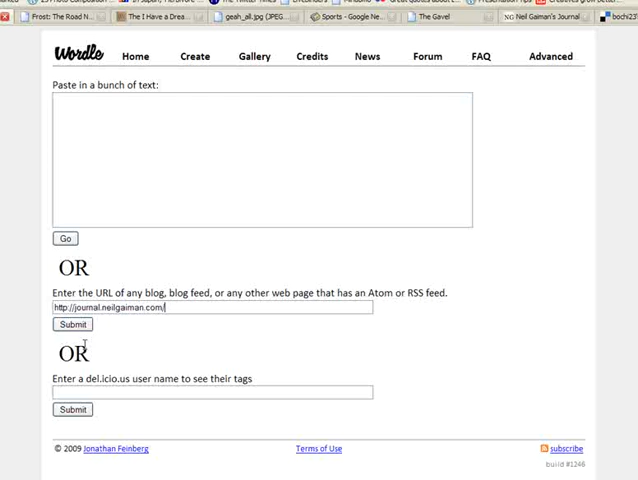 Frost: The Road N
The I Have a Drea...
geah_all.jpg (JPEG...
Sports - Google Ne...
The Gavel
NG Neil Gaiman's Journal
bochi23
Wordle Home Create Gallery Credits News Forum FAQ Advanced
Paste in a bunch of text:
Go
OR
Enter the URL of any blog, blog feed, or any other web page that has an Atom or RSS feed.
http://journal.neilgaiman.com/
Submit
OR
Enter a del.icio.us user name to see their tags
Submit
© 2009 Jonathan Feinberg Terms of Use subscribe
build #1246